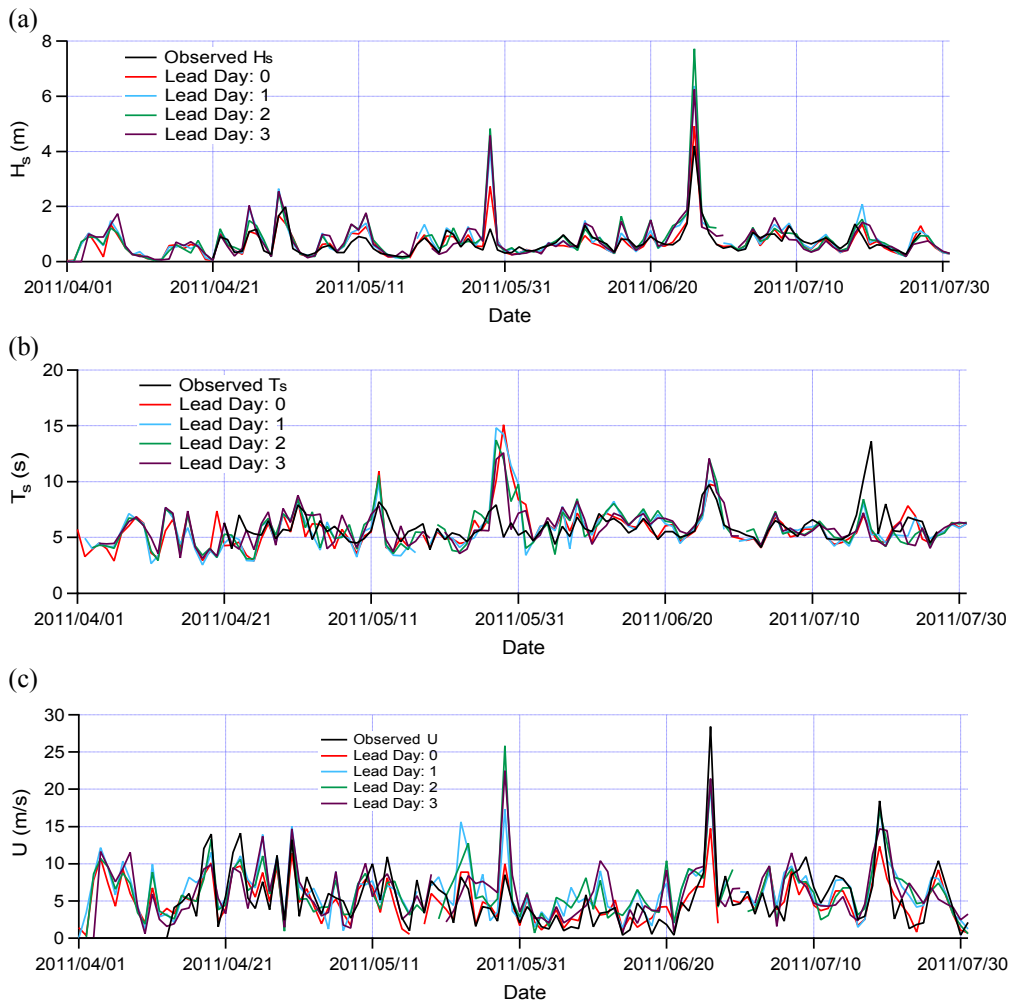 (a)
8
6
4
2
0
Hs (m)
Observed Hs
Lead Day: 0
Lead Day: 1
Lead Day: 2
Lead Day: 3
2011/04/01 2011/04/21 2011/05/11 2011/05/31 2011/06/20 2011/07/10 2011/07/30
Date
(b)
20
15
10
5
0
Ts (s)
Observed Ts
Lead Day: 0
Lead Day: 1
Lead Day: 2
Lead Day: 3
2011/04/01 2011/04/21 2011/05/11 2011/05/31 2011/06/20 2011/07/10 2011/07/30
Date
(c)
30
25
20
15
10
5
0
U (m/s)
Observed U
Lead Day: 0
Lead Day: 1
Lead Day: 2
Lead Day: 3
2011/04/01 2011/04/21 2011/05/11 2011/05/31 2011/06/20 2011/07/10 2011/07/30
Date